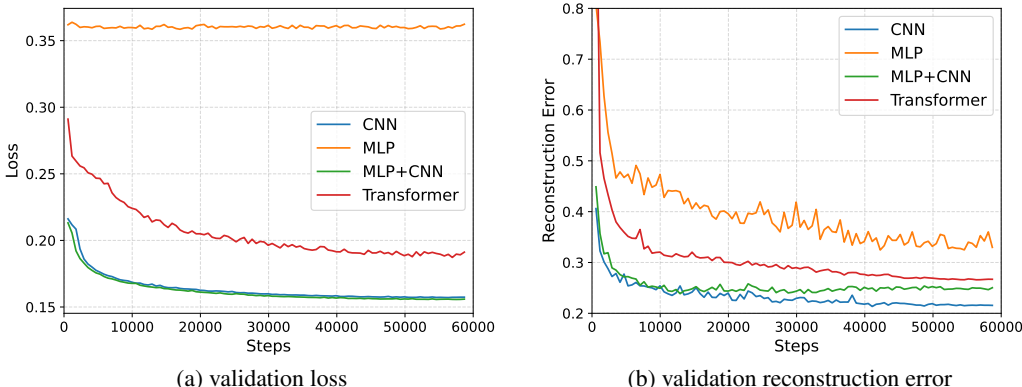 0.35
0.30
0.25
0.20
0.15
Loss
CNN
MLP
MLP+CNN
Transformer
0 10000 20000 30000 40000 50000 60000
Steps
(a) validation loss
0.8
0.7
0.6
0.5
0.4
0.3
0.2
Reconstruction Error
CNN
MLP
MLP+CNN
Transformer
0 10000 20000 30000 40000 50000 60000
Steps
(b) validation reconstruction error